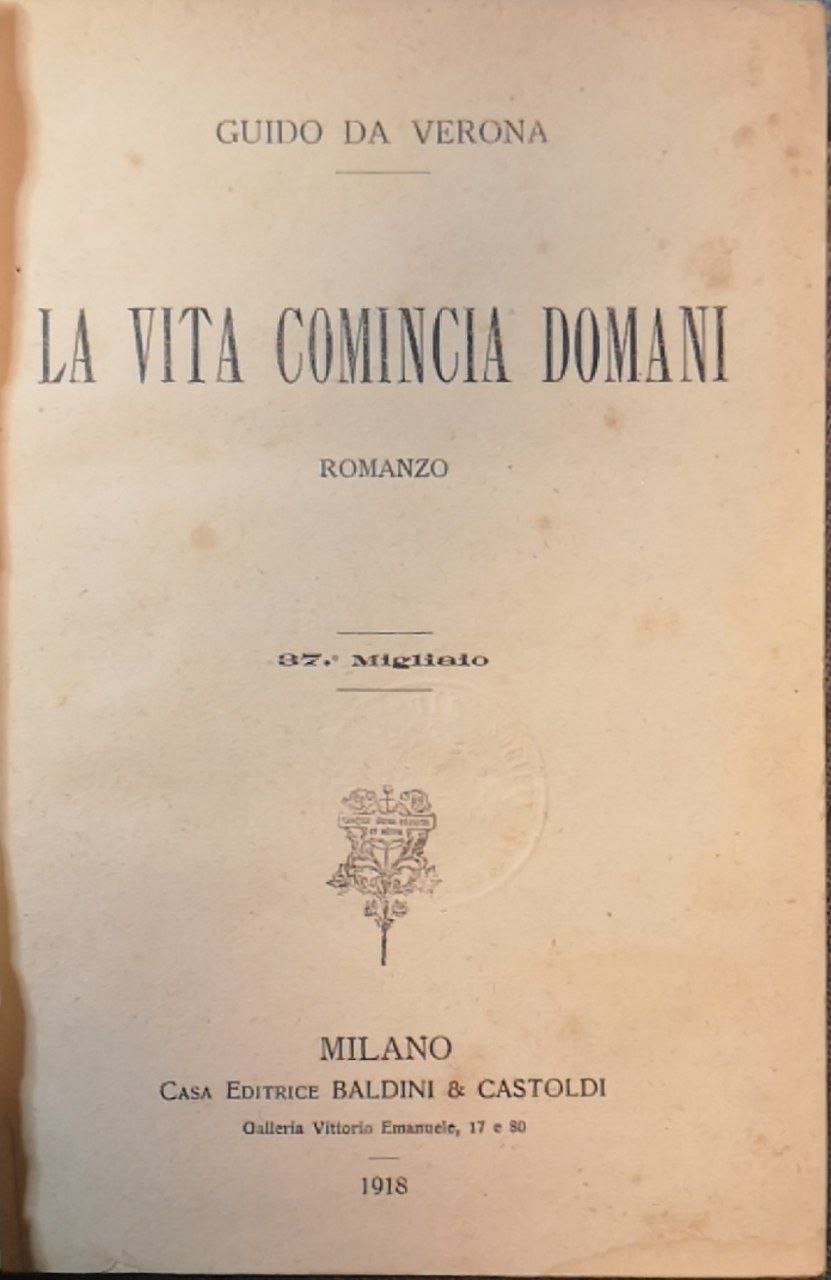 GUIDO DA VERONA
LA VITA COMINCIA DOMANI
ROMANZO
37.° Migliaio
MILANO
CASA EDITRICE BALDINI & CASTOLDI
Galleria Vittorio Emanuele, 17 e 80
1918